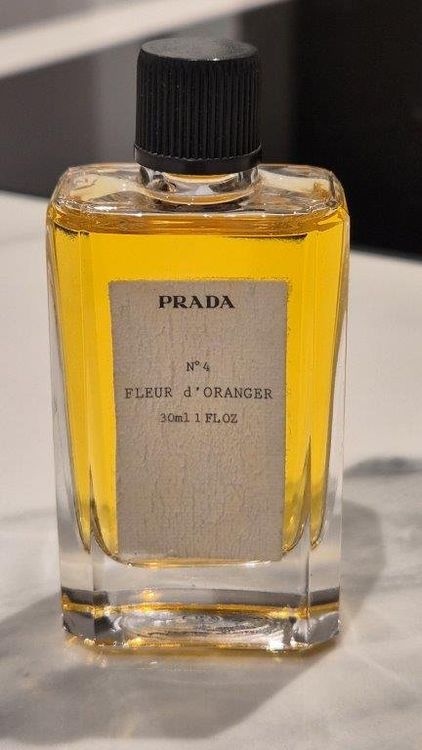 PRADA
N° 4
FLEUR d'ORANGER
30ml 1 FL OZ